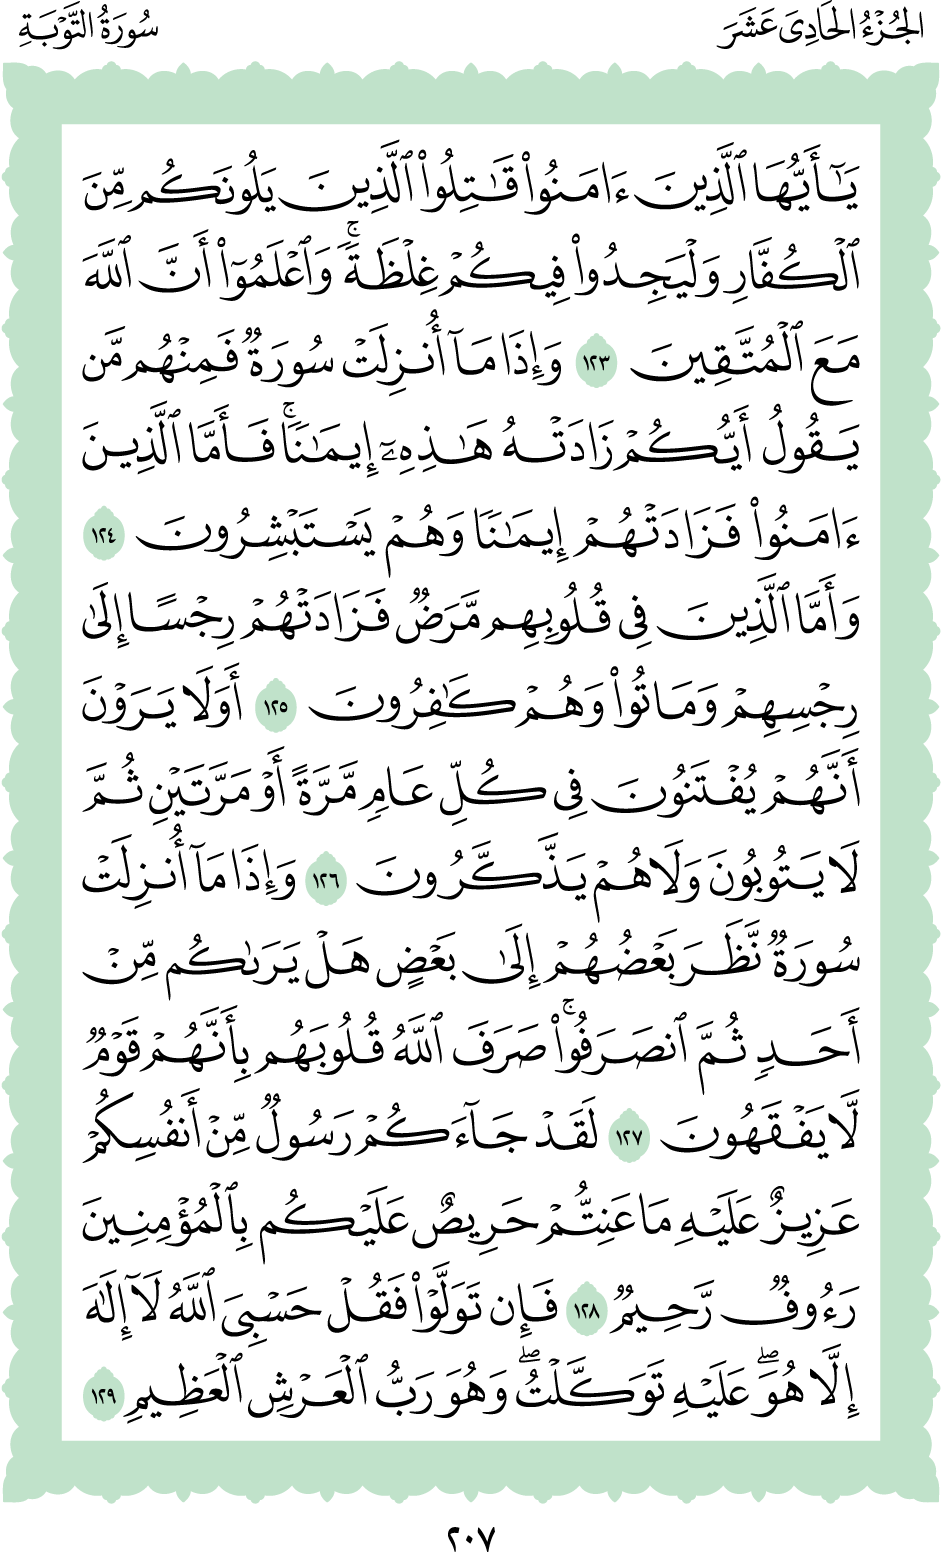 الجُزْءُ الحَادِىَ عَشَرَ
سُورَةُ التَّوْبَةِ
يَٰٓأَيُّهَا ٱلَّذِينَ ءَامَنُوا۟ قَٰتِلُوا۟ ٱلَّذِينَ يَلُونَكُم مِّنَ
ٱلْكُفَّارِ وَلْيَجِدُوا۟ فِيكُمْ غِلْظَةً ۚ وَٱعْلَمُوٓا۟ أَنَّ ٱللَّهَ
مَعَ ٱلْمُتَّقِينَ ١٢٣ وَإِذَا مَآ أُنزِلَتْ سُورَةٌ فَمِنْهُم مَّن
يَقُولُ أَيُّكُمْ زَادَتْهُ هَٰذِهِۦٓ إِيمَٰنًا ۚ فَأَمَّا ٱلَّذِينَ
ءَامَنُوا۟ فَزَادَتْهُمْ إِيمَٰنًا وَهُمْ يَسْتَبْشِرُونَ ١٢٤
وَأَمَّا ٱلَّذِينَ فِى قُلُوبِهِم مَّرَضٌ فَزَادَتْهُمْ رِجْسًا إِلَىٰ
رِجْسِهِمْ وَمَاتُوا۟ وَهُمْ كَٰفِرُونَ ١٢٥ أَوَلَا يَرَوْنَ
أَنَّهُمْ يُفْتَنُونَ فِى كُلِّ عَامٍ مَّرَّةً أَوْ مَرَّتَيْنِ ثُمَّ
لَا يَتُوبُونَ وَلَا هُمْ يَذَّكَّرُونَ ١٢٦ وَإِذَا مَآ أُنزِلَتْ
سُورَةٌ نَّظَرَ بَعْضُهُمْ إِلَىٰ بَعْضٍ هَلْ يَرَىٰكُم مِّنْ
أَحَدٍ ثُمَّ ٱنصَرَفُوا۟ ۚ صَرَفَ ٱللَّهُ قُلُوبَهُم بِأَنَّهُمْ قَوْمٌ
لَّا يَفْقَهُونَ ١٢٧ لَقَدْ جَآءَكُمْ رَسُولٌ مِّنْ أَنفُسِكُمْ
عَزِيزٌ عَلَيْهِ مَا عَنِتُّمْ حَرِيصٌ عَلَيْكُم بِٱلْمُؤْمِنِينَ
رَءُوفٌ رَّحِيمٌ ١٢٨ فَإِن تَوَلَّوْا۟ فَقُلْ حَسْبِىَ ٱللَّهُ لَآ إِلَٰهَ
إِلَّا هُوَ ۖ عَلَيْهِ تَوَكَّلْتُ ۖ وَهُوَ رَبُّ ٱلْعَرْشِ ٱلْعَظِيمِ ١٢٩
٢٠٧